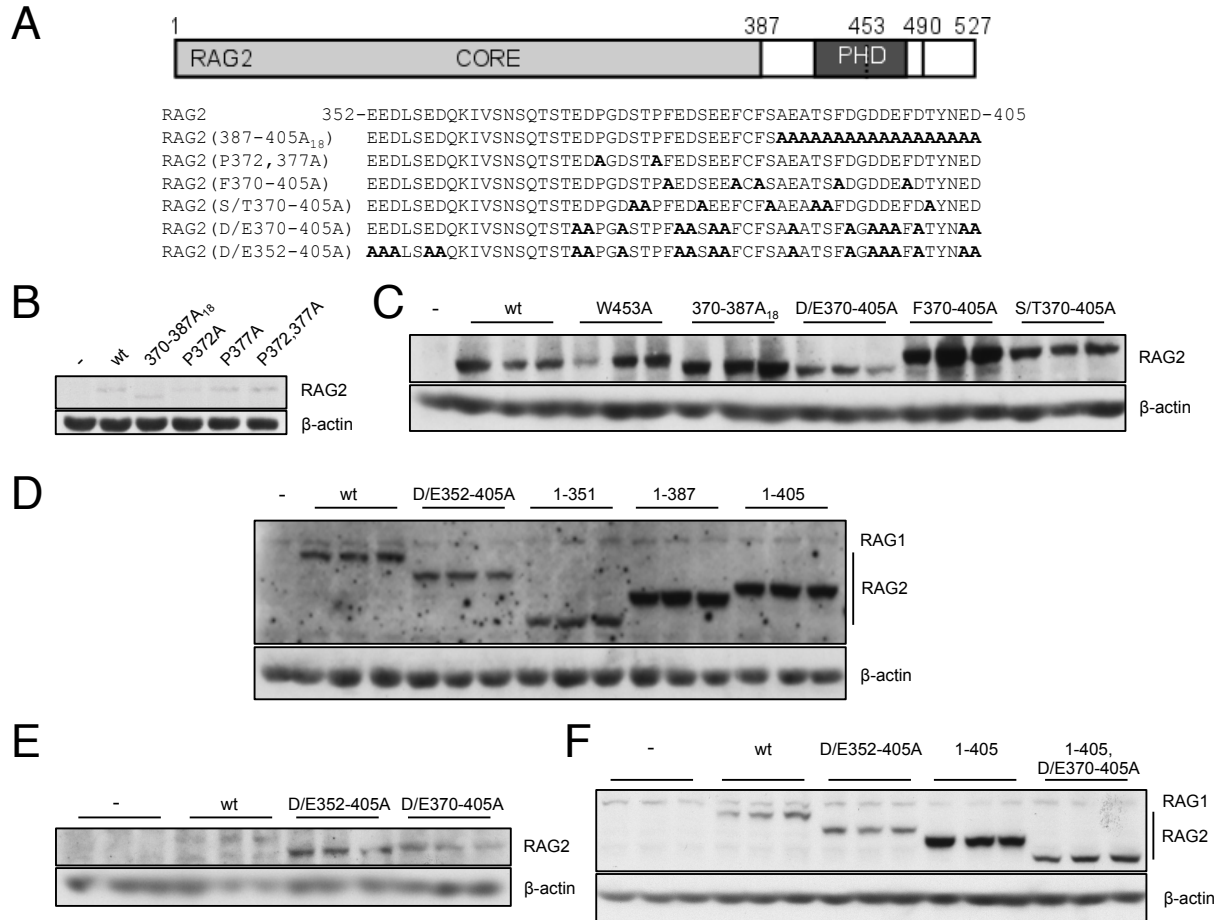 A
1 387 453 490 527
RAG2 CORE PHD
RAG2 352-EEDLSEDQKIVSNSQTSTEDPGDSTPFEDSEEFCFSAEATSFDGDDEFDTYNED-405
RAG2(387-405A18) EEDLSEDQKIVSNSQTSTEDPGDSTPFEDSEEFCFSAAAAAAAAAAAAAAAAAA
RAG2(P372,377A) EEDLSEDQKIVSNSQTSTEDAGDSTAFEDSEEFCFSAEATSFDGDDEFDTYNED
RAG2(F370-405A) EEDLSEDQKIVSNSQTSTEDPGDSTPAEDSEEACASAEATSADGDDEADTYNED
RAG2(S/T370-405A) EEDLSEDQKIVSNSQTSTEDPGDAAPFEDAEEFCFAAEAAAFDGDDEFDAYNED
RAG2(D/E370-405A) EEDLSEDQKIVSNSQTSTAAPGASTPFAASAAFCFSAAATSFAGAAAFATYNAA
RAG2(D/E352-405A) AAALSAAQKIVSNSQTSTAAPGASTPFAASAAFCFSAAATSFAGAAAFATYNAA
B
- wt 370-387A18 P372A P377A P372,377A
RAG2
β-actin
C
- wt W453A 370-387A18 D/E370-405A F370-405A S/T370-405A
RAG2
β-actin
D
- wt D/E352-405A 1-351 1-387 1-405
RAG1
RAG2
β-actin
E
- wt D/E352-405A D/E370-405A
RAG2
β-actin
F
- wt D/E352-405A 1-405 1-405,
D/E370-405A
RAG1
RAG2
β-actin